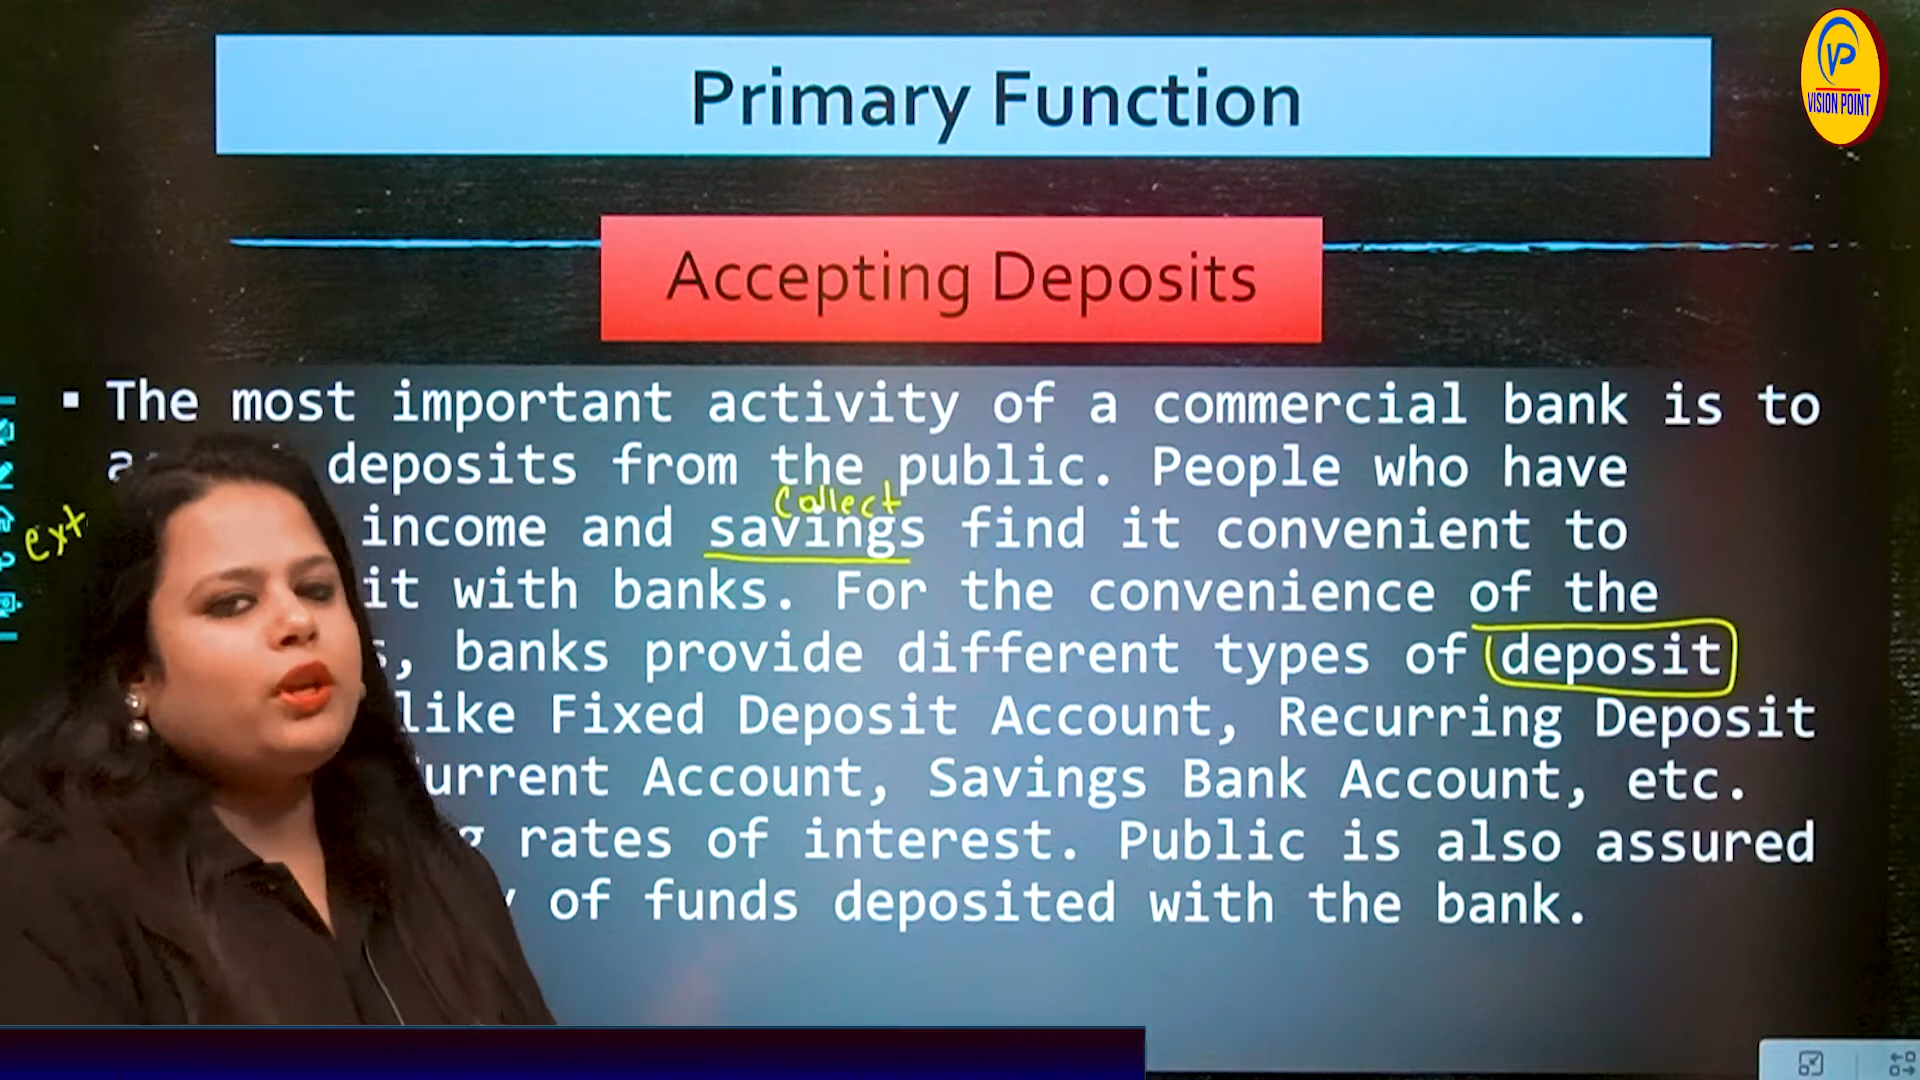 VP
VISION POINT
Primary Function
Accepting Deposits
▪ The most important activity of a commercial bank is to
deposits from the public. People who have
collect
ext
income and savings find it convenient to
it with banks. For the convenience of the
, banks provide different types of deposit
like Fixed Deposit Account, Recurring Deposit
Account, Savings Bank Account, etc.
rates of interest. Public is also assured
of funds deposited with the bank.